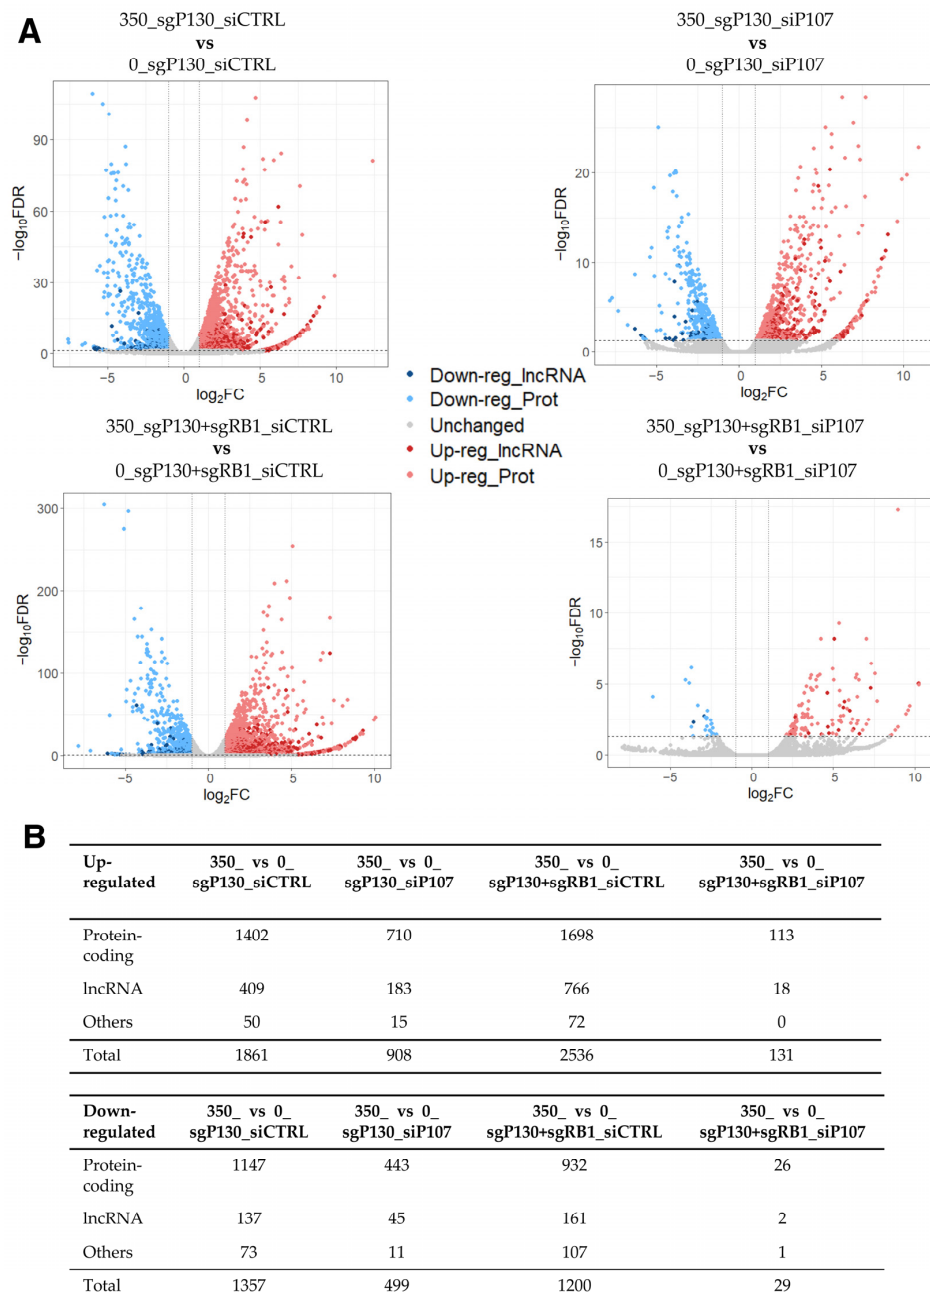 A
350_sgP130_siCTRL
vs
0_sgP130_siCTRL
350_sgP130_siP107
vs
0_sgP130_siP107
−log₁₀FDR
90
60
30
0
−5
0
5
10
log₂FC
−log₁₀FDR
20
10
0
−5
0
5
10
log₂FC
Down-reg_lncRNA
Down-reg_Prot
Unchanged
Up-reg_lncRNA
Up-reg_Prot
350_sgP130+sgRB1_siCTRL
vs
0_sgP130+sgRB1_siCTRL
350_sgP130+sgRB1_siP107
vs
0_sgP130+sgRB1_siP107
−log₁₀FDR
300
200
100
0
−5
0
5
10
log₂FC
−log₁₀FDR
15
10
5
0
−5
0
5
10
log₂FC
B
Up- 350_ vs 0_ 350_ vs 0_ 350_ vs 0_ 350_ vs 0_
regulated sgP130_siCTRL sgP130_siP107 sgP130+sgRB1_siCTRL sgP130+sgRB1_siP107
Protein- 1402 710 1698 113
coding
lncRNA 409 183 766 18
Others 50 15 72 0
Total 1861 908 2536 131
Down- 350_ vs 0_ 350_ vs 0_ 350_ vs 0_ 350_ vs 0_
regulated sgP130_siCTRL sgP130_siP107 sgP130+sgRB1_siCTRL sgP130+sgRB1_siP107
Protein- 1147 443 932 26
coding
lncRNA 137 45 161 2
Others 73 11 107 1
Total 1357 499 1200 29